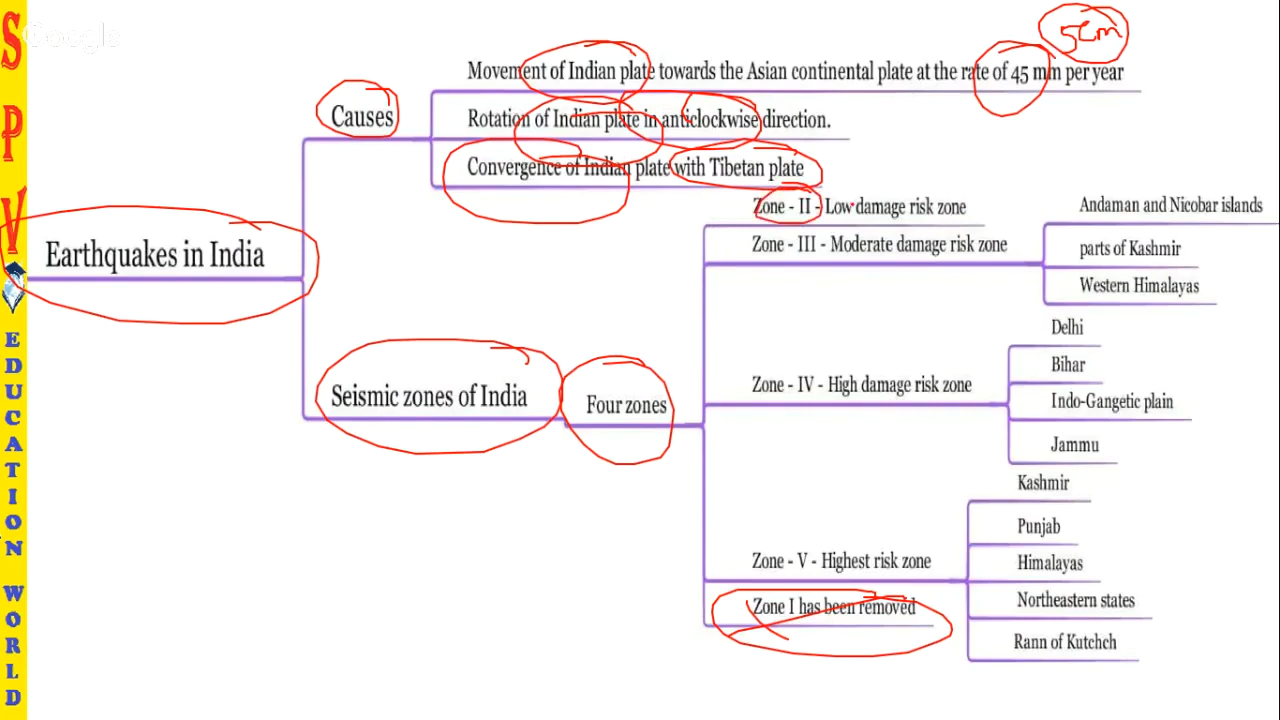 SPV
EDUCATION WORLD
Google
5cm
Earthquakes in India
Causes
Movement of Indian plate towards the Asian continental plate at the rate of 45 mm per year
Rotation of Indian plate in anticlockwise direction.
Convergence of Indian plate with Tibetan plate
Seismic zones of India
Four zones
Zone - II - Low damage risk zone
Zone - III - Moderate damage risk zone
Andaman and Nicobar islands
parts of Kashmir
Western Himalayas
Zone - IV - High damage risk zone
Delhi
Bihar
Indo-Gangetic plain
Jammu
Zone - V - Highest risk zone
Kashmir
Punjab
Himalayas
Northeastern states
Rann of Kutchch
Zone I has been removed